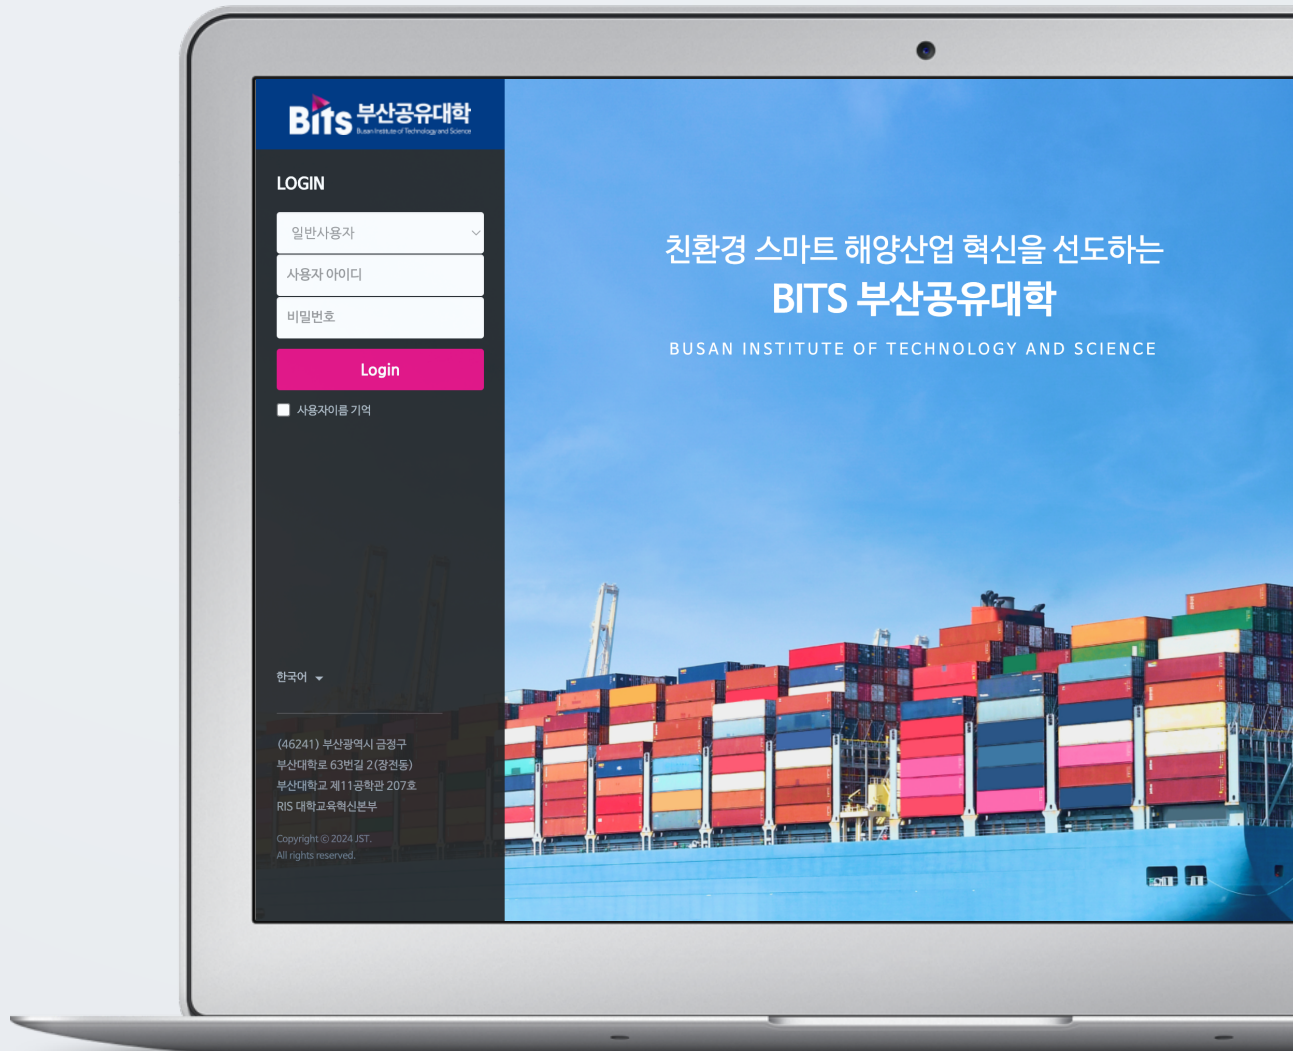 Bits 부산공유대학
Busan Institute of Technology and Science
LOGIN
일반사용자
사용자 아이디
비밀번호
Login
사용자이름 기억
한국어
(46241) 부산광역시 금정구
부산대학로 63번길 2(장전동)
부산대학교 제11공학관 207호
RIS 대학교육혁신본부
Copyright © 2024 JST.
All rights reserved.
친환경 스마트 해양산업 혁신을 선도하는
BITS 부산공유대학
BUSAN INSTITUTE OF TECHNOLOGY AND SCIENCE